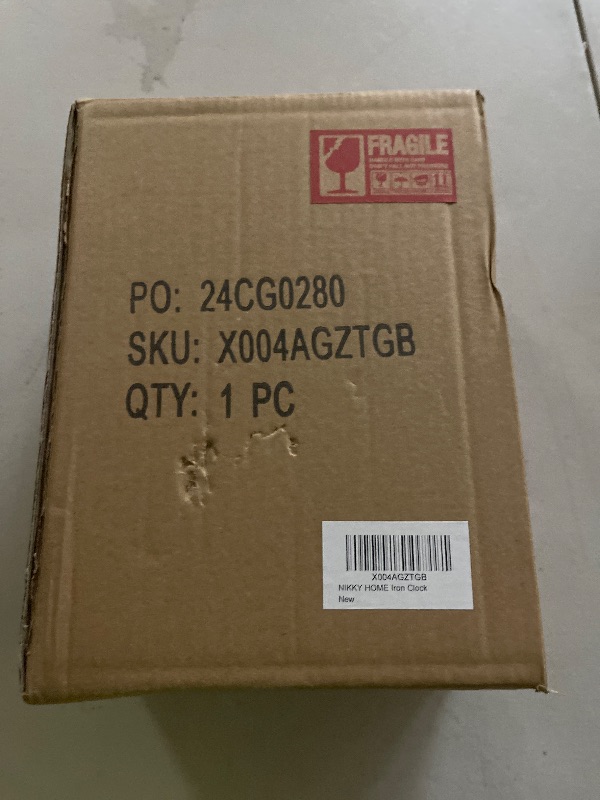 FRAGILE
PO: 24CG0280
SKU: X004AGZTGB
QTY: 1 PC
X004AGZTGB
NIKKY HOME Iron Clock
New